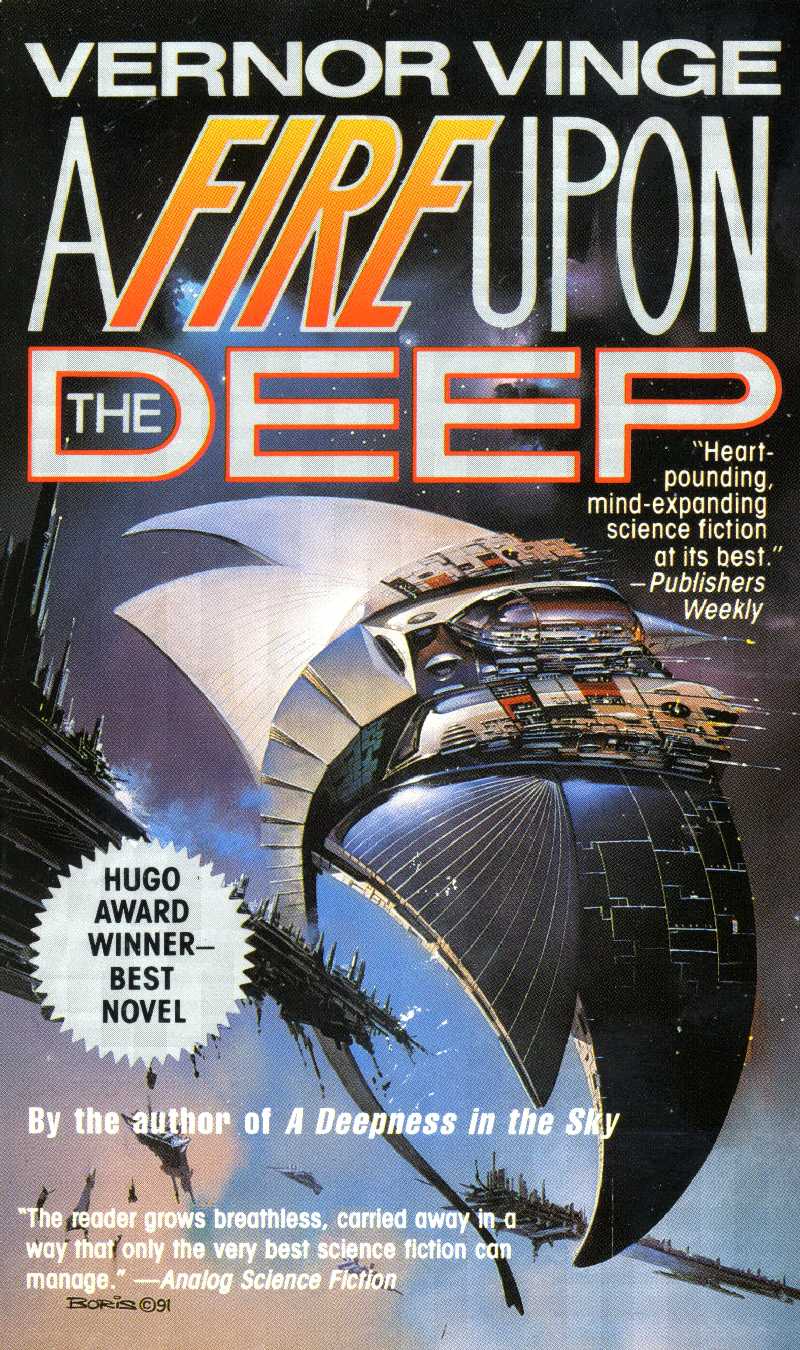 VERNOR VINGE
A FIRE UPON
THE DEEP
"Heart-
pounding,
mind-expanding
science fiction
at its best."
—Publishers
Weekly
HUGO
AWARD
WINNER—
BEST
NOVEL
By the author of A Deepness in the Sky
"The reader grows breathless, carried away in a
way that only the very best science fiction can
manage." —Analog Science Fiction
BORIS©91